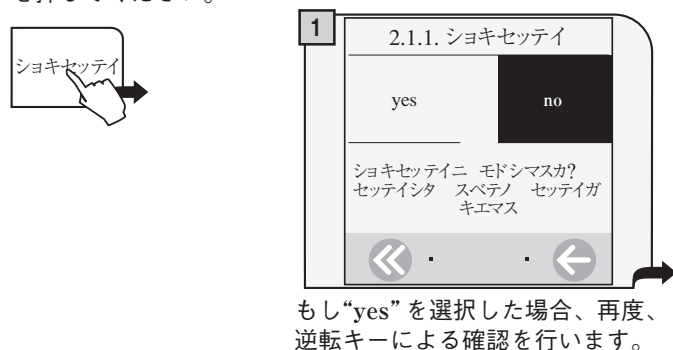 を押してください。
ショキセッテイ
1
2.1.1. ショキセッテイ
yes
no
ショキセッテイニ モドシマスカ?
セッテイシタ スベテノ セッテイガ
キエマス
もし“yes”を選択した場合、再度、
逆転キーによる確認を行います。